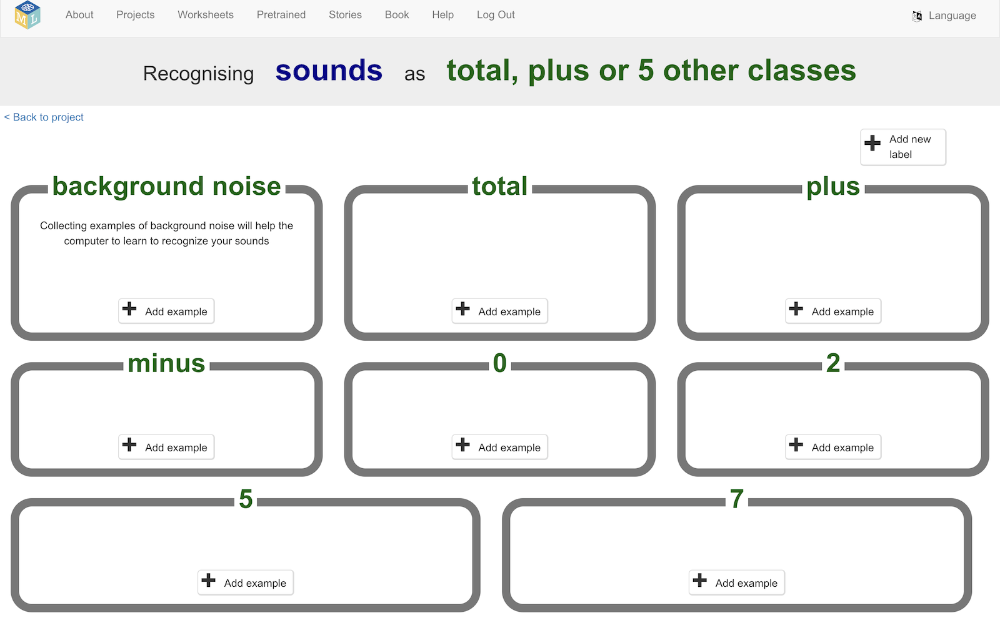 M L
About Projects Worksheets Pretrained Stories Book Help Log Out Language
Recognising sounds as total, plus or 5 other classes
< Back to project
Add new
label
background noise total plus
Collecting examples of background noise will help the
computer to learn to recognize your sounds
Add example Add example Add example
minus 0 2
Add example Add example Add example
5 7
Add example Add example